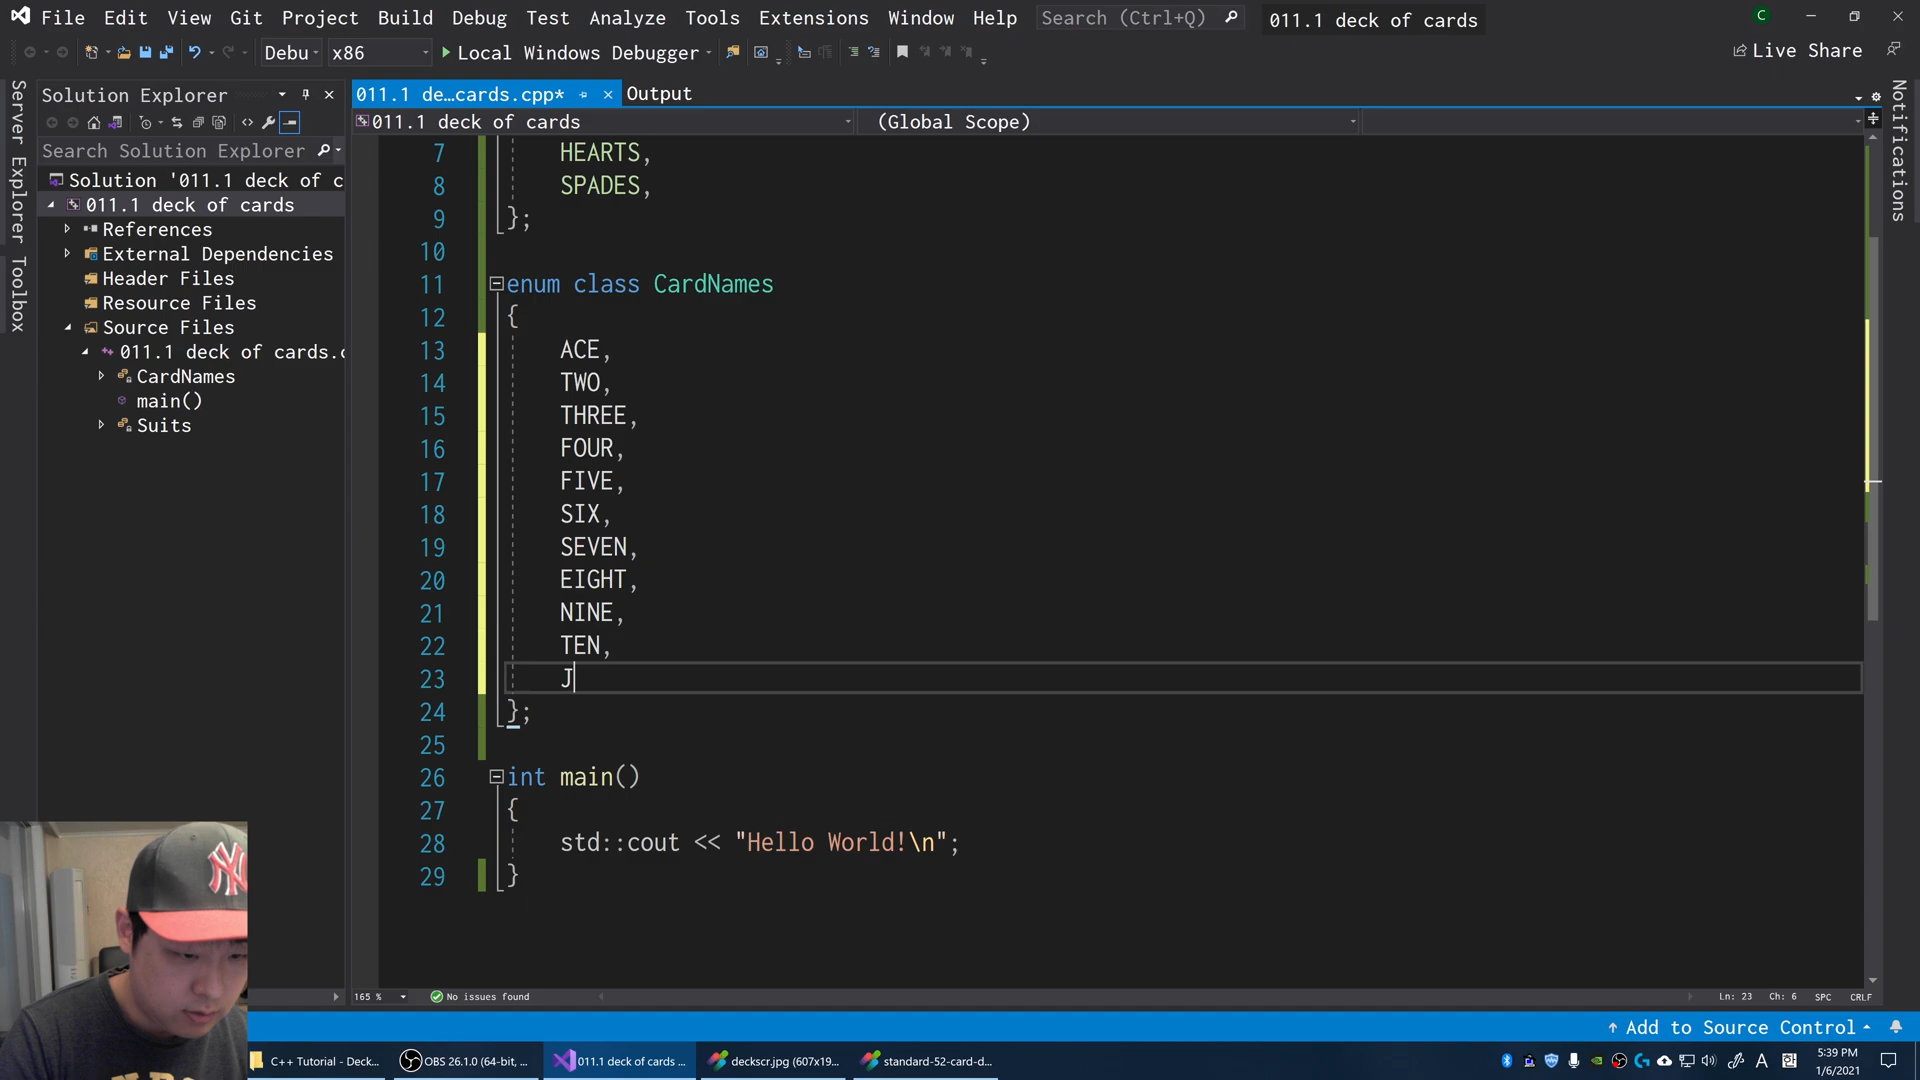 File Edit View Git Project Build Debug Test Analyze Tools Extensions Window Help Search (Ctrl+Q) 011.1 deck of cards
C
Debu x86 Local Windows Debugger Live Share
Server Explorer
Toolbox
Solution Explorer
Search Solution Explorer
Solution '011.1 deck of c
011.1 deck of cards
References
External Dependencies
Header Files
Resource Files
Source Files
011.1 deck of cards.c
CardNames
main()
Suits
011.1 de...cards.cpp* Output
011.1 deck of cards (Global Scope)
7 HEARTS,
8 SPADES,
9 };
10
11 enum class CardNames
12 {
13 ACE,
14 TWO,
15 THREE,
16 FOUR,
17 FIVE,
18 SIX,
19 SEVEN,
20 EIGHT,
21 NINE,
22 TEN,
23 J
24 };
25
26 int main()
27 {
28 std::cout << "Hello World!\n";
29 }
Notifications
165 % No issues found Ln: 23 Ch: 6 SPC CRLF
Add to Source Control
NY
C++ Tutorial - Deck... OBS 26.1.0 (64-bit, ... 011.1 deck of cards ... deckscr.jpg (607x19... standard-52-card-d...
A 한 5:39 PM
1/6/2021